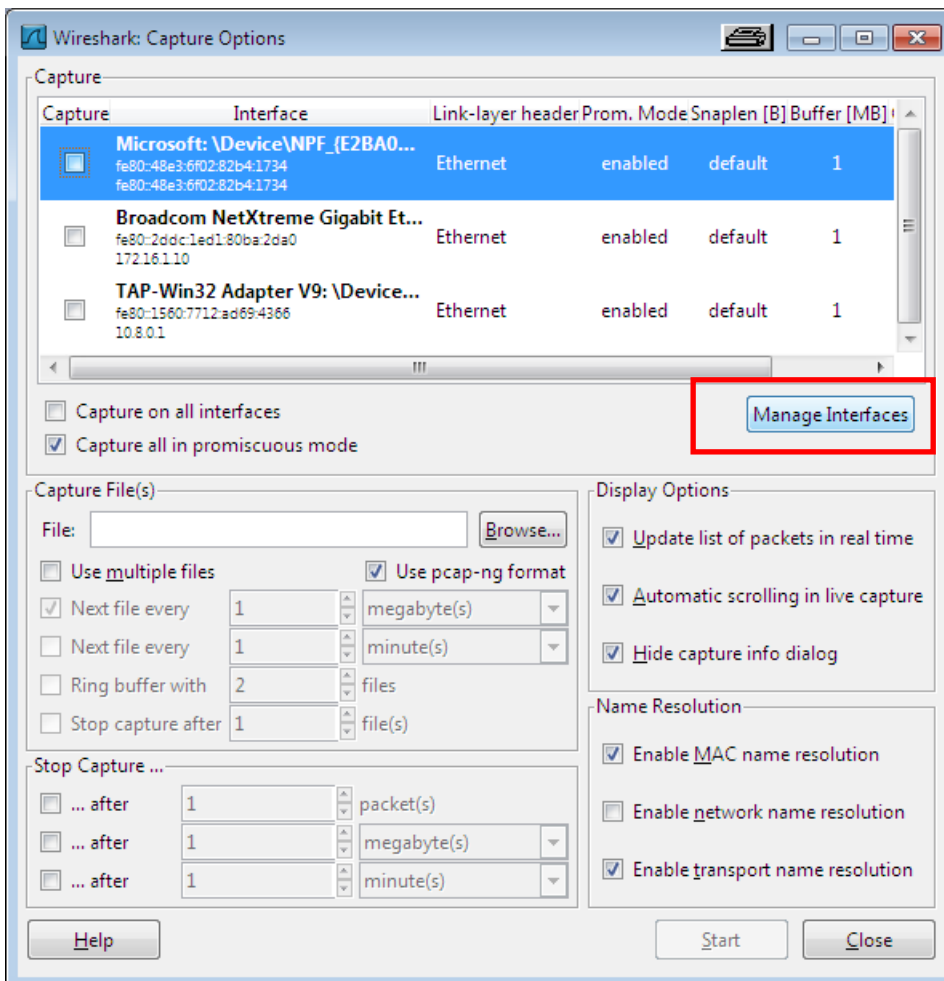 Wireshark: Capture Options
Capture
Capture Interface Link-layer header Prom. Mode Snaplen [B] Buffer [MB]
Microsoft: \Device\NPF_{E2BA0...
fe80::48e3:6f02:82b4:1734
fe80::48e3:6f02:82b4:1734
Ethernet enabled default 1
Broadcom NetXtreme Gigabit Et...
fe80::2ddc:1ed1:80ba:2da0
172.16.1.10
Ethernet enabled default 1
TAP-Win32 Adapter V9: \Device...
fe80::1560:7712:ad69:4366
10.8.0.1
Ethernet enabled default 1
Capture on all interfaces
Manage Interfaces
Capture all in promiscuous mode
Capture File(s)
File: Browse...
Use multiple files Use pcap-ng format
Next file every 1 megabyte(s)
Next file every 1 minute(s)
Ring buffer with 2 files
Stop capture after 1 file(s)
Stop Capture ...
... after 1 packet(s)
... after 1 megabyte(s)
... after 1 minute(s)
Display Options
Update list of packets in real time
Automatic scrolling in live capture
Hide capture info dialog
Name Resolution
Enable MAC name resolution
Enable network name resolution
Enable transport name resolution
Help Start Close